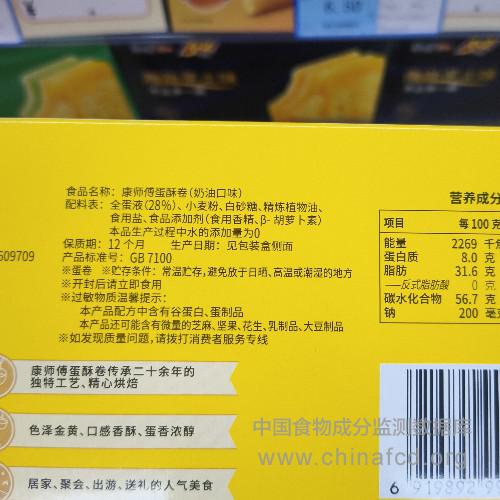 8.98
食品名称：康师傅蛋酥卷（奶油口味）
配料表：全蛋液(28%)、小麦粉、白砂糖、精炼植物油、
食用盐、食品添加剂(食用香精、β-胡萝卜素)
本品生产过程中水的添加量为0
保质期：12个月 生产日期：见包装盒侧面
产品标准号：GB 7100
※蛋卷 ※贮存条件：常温贮存,避免放于日晒、高温或潮湿的地方
※开封后请立即食用
※过敏物质温馨提示：
本产品配方中含有谷蛋白、蛋制品
本产品还可能含有微量的芝麻、坚果、花生、乳制品、大豆制品
※如发现质量问题,请拨打消费者服务专线
609709
营养成分
项目 每100克
能量 2269 千焦
蛋白质 8.0 克
脂肪 31.6 克
—反式脂肪酸 0 克
碳水化合物 56.7 克
钠 200 毫克
康师傅蛋酥卷传承二十余年的
独特工艺、精心烘焙
色泽金黄、口感香酥、蛋香浓醇
居家、聚会、出游、送礼的人气美食
中国食物成分监测数据库
www.chinafcd.org
6 919892 9